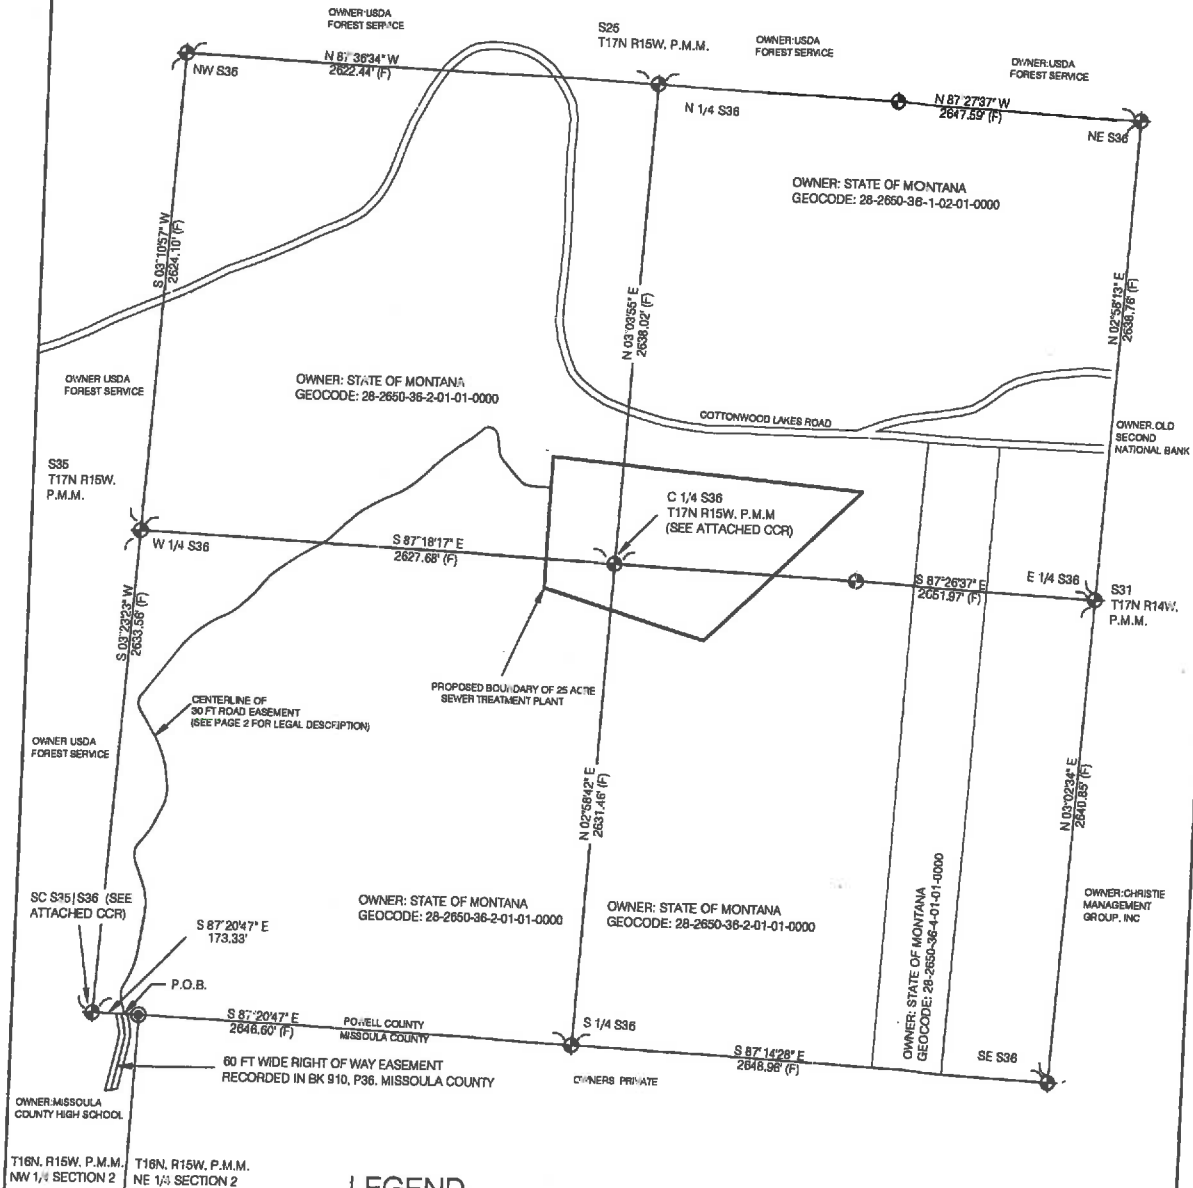 OWNER:USDA
FOREST SERVICE
S25
T17N R15W, P.M.M.
OWNER:USDA
FOREST SERVICE
OWNER:USDA
FOREST SERVICE
N 87°36'34" W
2622.44' (F)
NW S36
N 1/4 S36
N 87°27'37" W
2647.59' (F)
NE S36
OWNER: STATE OF MONTANA
GEOCODE: 28-2650-36-1-02-01-0000
S 03°10'57" W
2624.10' (F)
N 03°03'55" E
2638.02' (F)
N 02°58'13" E
2638.76' (F)
OWNER USDA
FOREST SERVICE
OWNER: STATE OF MONTANA
GEOCODE: 28-2650-36-2-01-01-0000
COTTONWOOD LAKES ROAD
OWNER.OLD
SECOND
NATIONAL BANK
S35
T17N R15W,
P.M.M.
C 1/4 S36
T17N R15W, P.M.M
(SEE ATTACHED CCR)
W 1/4 S36
S 87°18'17" E
2627.68' (F)
S 87°26'37" E
2651.97' (F)
E 1/4 S36
S31
T17N R14W,
P.M.M.
S 03°23'23" W
2633.58' (F)
PROPOSED BOUNDARY OF 25 ACRE
SEWER TREATMENT PLANT
CENTERLINE OF
30 FT ROAD EASEMENT
(SEE PAGE 2 FOR LEGAL DESCRIPTION)
OWNER USDA
FOREST SERVICE
N 02°58'42" E
2631.46' (F)
N 03°02'34" E
2640.85' (F)
SC S35|S36 (SEE
ATTACHED CCR)
S 87°20'47" E
173.33'
OWNER: STATE OF MONTANA
GEOCODE: 28-2650-36-2-01-01-0000
OWNER: STATE OF MONTANA
GEOCODE: 28-2650-36-2-01-01-0000
OWNER: STATE OF MONTANA
GEOCODE: 28-2650-36-4-01-01-0000
OWNER:CHRISTIE
MANAGEMENT
GROUP, INC
P.O.B.
S 87°20'47" E
2646.60' (F)
POWELL COUNTY
MISSOULA COUNTY
S 1/4 S36
S 87°14'28" E
2648.96' (F)
SE S36
60 FT WIDE RIGHT OF WAY EASEMENT
RECORDED IN BK 910, P36, MISSOULA COUNTY
OWNERS PRIVATE
OWNER:MISSOULA
COUNTY HIGH SCHOOL
T16N, R15W, P.M.M.
NW 1/4 SECTION 2
T16N, R15W, P.M.M.
NE 1/4 SECTION 2
LEGEND